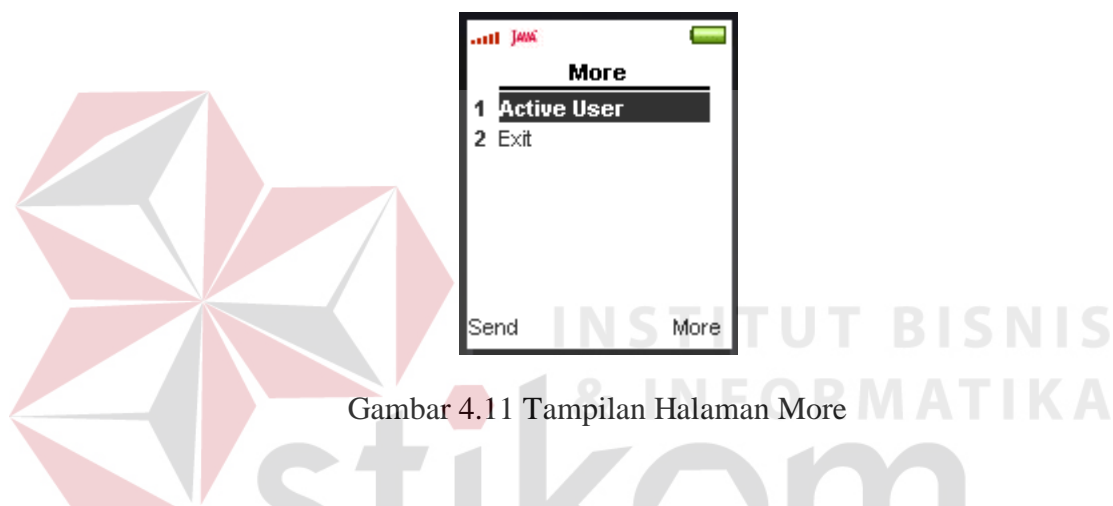 JAVA
More
1 Active User
2 Exit
Send More
INSTITUT BISNIS
& INFORMATIKA
Gambar 4.11 Tampilan Halaman More
stikom